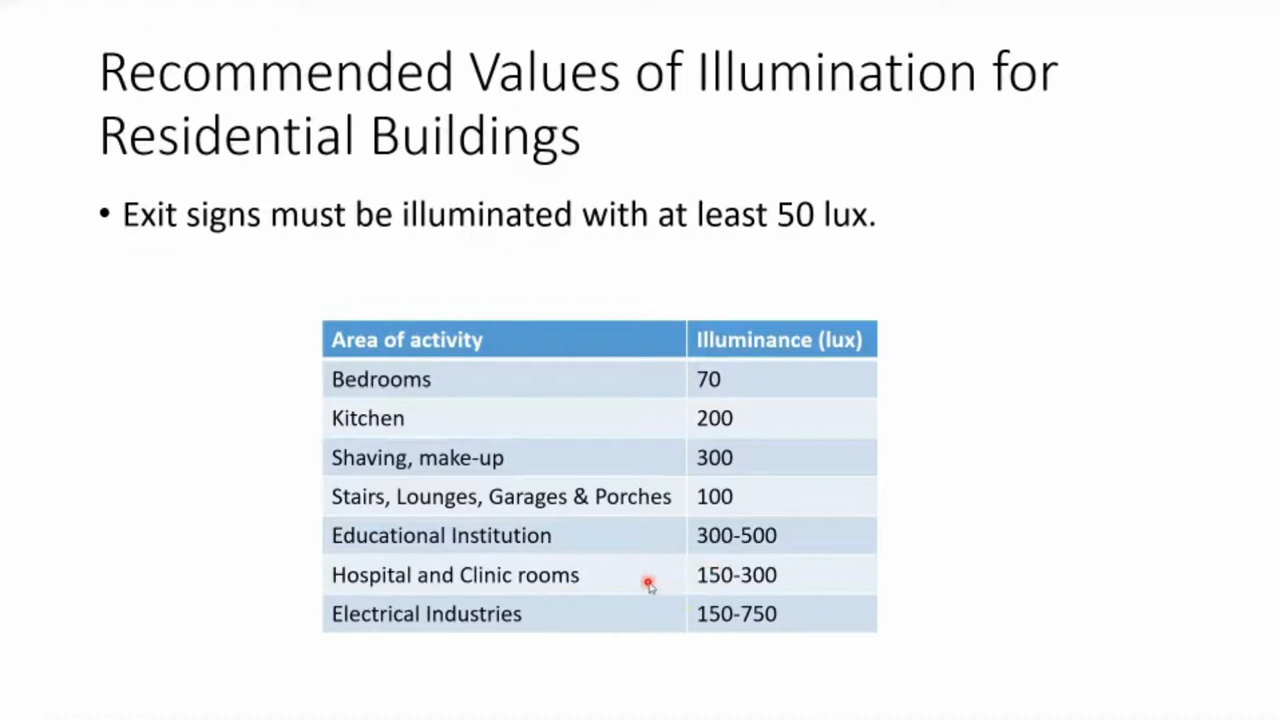 Recommended Values of Illumination for
Residential Buildings
• Exit signs must be illuminated with at least 50 lux.
Area of activity Illuminance (lux)
Bedrooms 70
Kitchen 200
Shaving, make-up 300
Stairs, Lounges, Garages & Porches 100
Educational Institution 300-500
Hospital and Clinic rooms 150-300
Electrical Industries 150-750